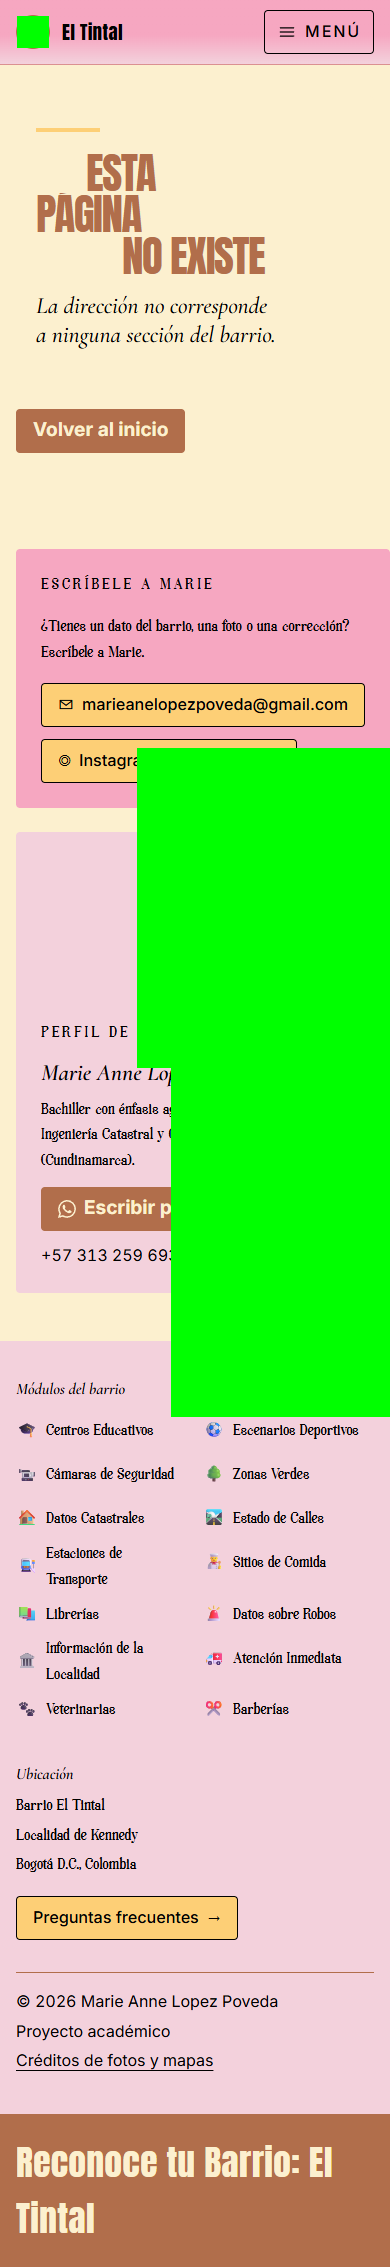 El Tintal
MENÚ
ESTA
PÁGINA
NO EXISTE
La dirección no corresponde
a ninguna sección del barrio.
Volver al inicio
ESCRÍBELE A MARIE
¿Tienes un dato del barrio, una foto o una corrección?
Escríbele a Marie.
marieanelopezpoveda@gmail.com
PERFIL DE
Marie Anne
Bachiller con énfasis
Ingeniería Catastral y
(Cundinamarca).
Escribir
+57 313 259
Módulos del barrio
Centros Educativos
Escenarios Deportivos
Cámaras de Seguridad
Zonas Verdes
Datos Catastrales
Estado de Calles
Estaciones de
Transporte
Sitios de Comida
Librerías
Datos sobre Robos
Información de la
Localidad
Atención Inmediata
Veterinarias
Barberías
Ubicación
Barrio El Tintal
Localidad de Kennedy
Bogotá D.C., Colombia
Preguntas frecuentes →
© 2026 Marie Anne Lopez Poveda
Proyecto académico
Créditos de fotos y mapas
Reconoce tu Barrio: El
Tintal